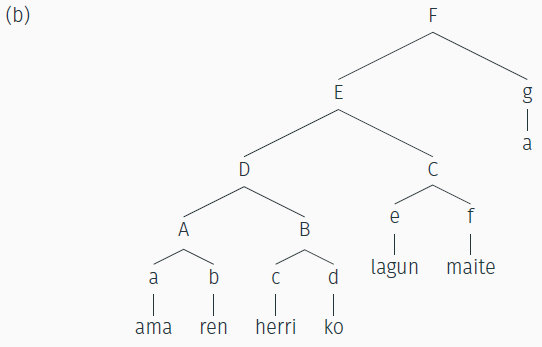 (b)
F
E g
a
D C
A B e f
lagun maite
a b c d
ama ren herri ko